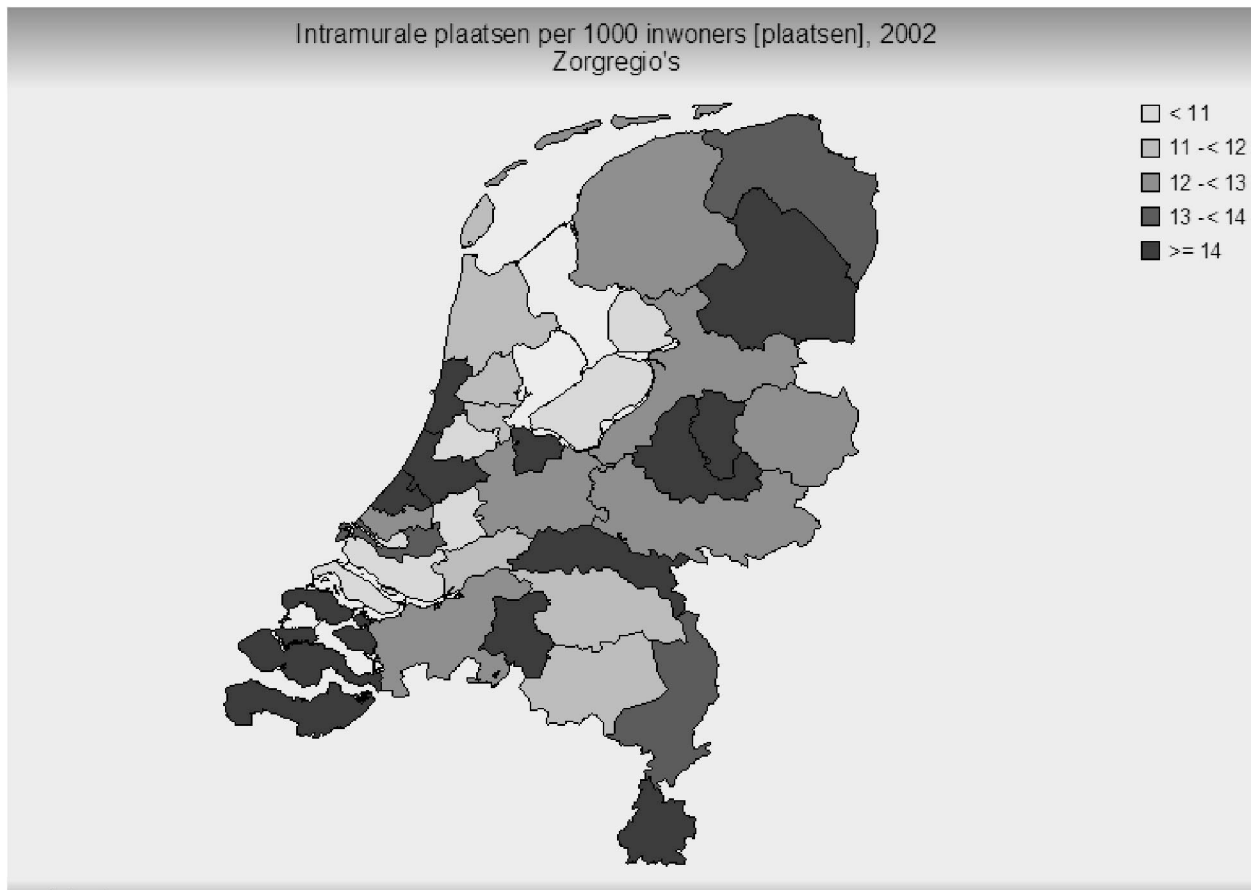 Intramurale plaatsen per 1000 inwoners [plaatsen], 2002
Zorgregio's
< 11
11 -< 12
12 -< 13
13 -< 14
>= 14